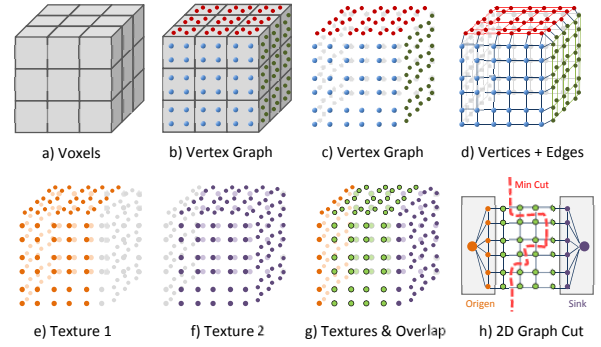 a) Voxels
b) Vertex Graph
c) Vertex Graph
d) Vertices + Edges
Min Cut
Origen
Sink
e) Texture 1
f) Texture 2
g) Textures & Overlap
h) 2D Graph Cut